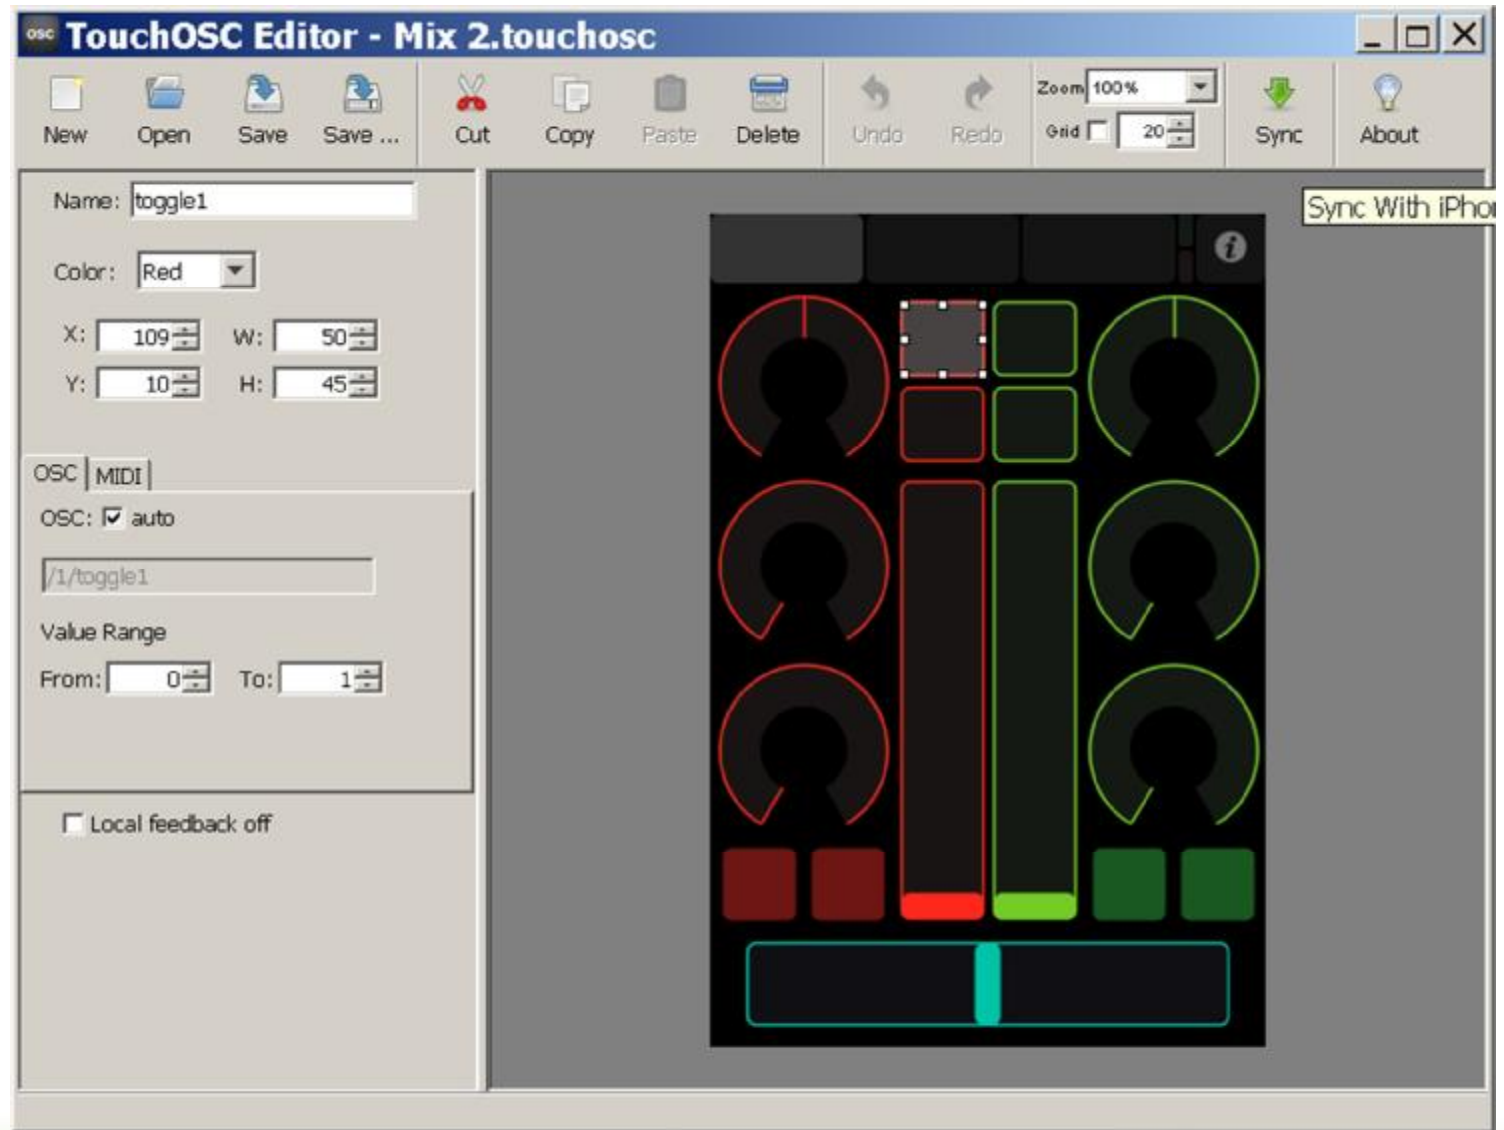 osc TouchOSC Editor - Mix 2.touchosc
New Open Save Save ... Cut Copy Paste Delete Undo Redo Zoom 100% Grid 20 Sync About
Sync With iPho
Name: toggle1
Color: Red
X: 109 W: 50
Y: 10 H: 45
OSC MIDI
OSC: auto
/1/toggle1
Value Range
From: 0 To: 1
Local feedback off
i